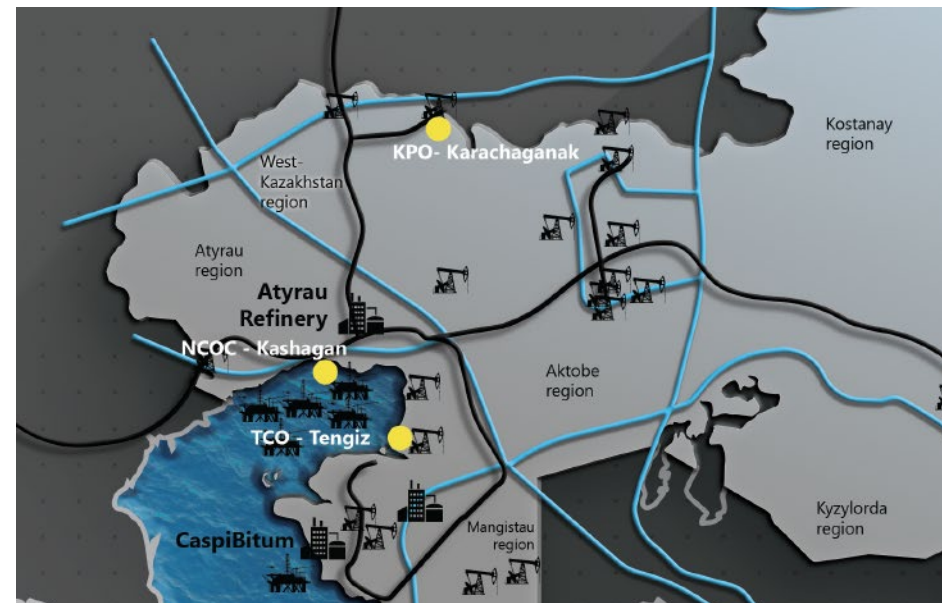 Kostanay
region
KPO- Karachaganak
West-
Kazakhstan
region
Atyrau
region
Atyrau
Refinery
NCOC - Kashagan
Aktobe
region
TCO - Tengiz
Kyzylorda
region
CaspiBitum
Mangistau
region